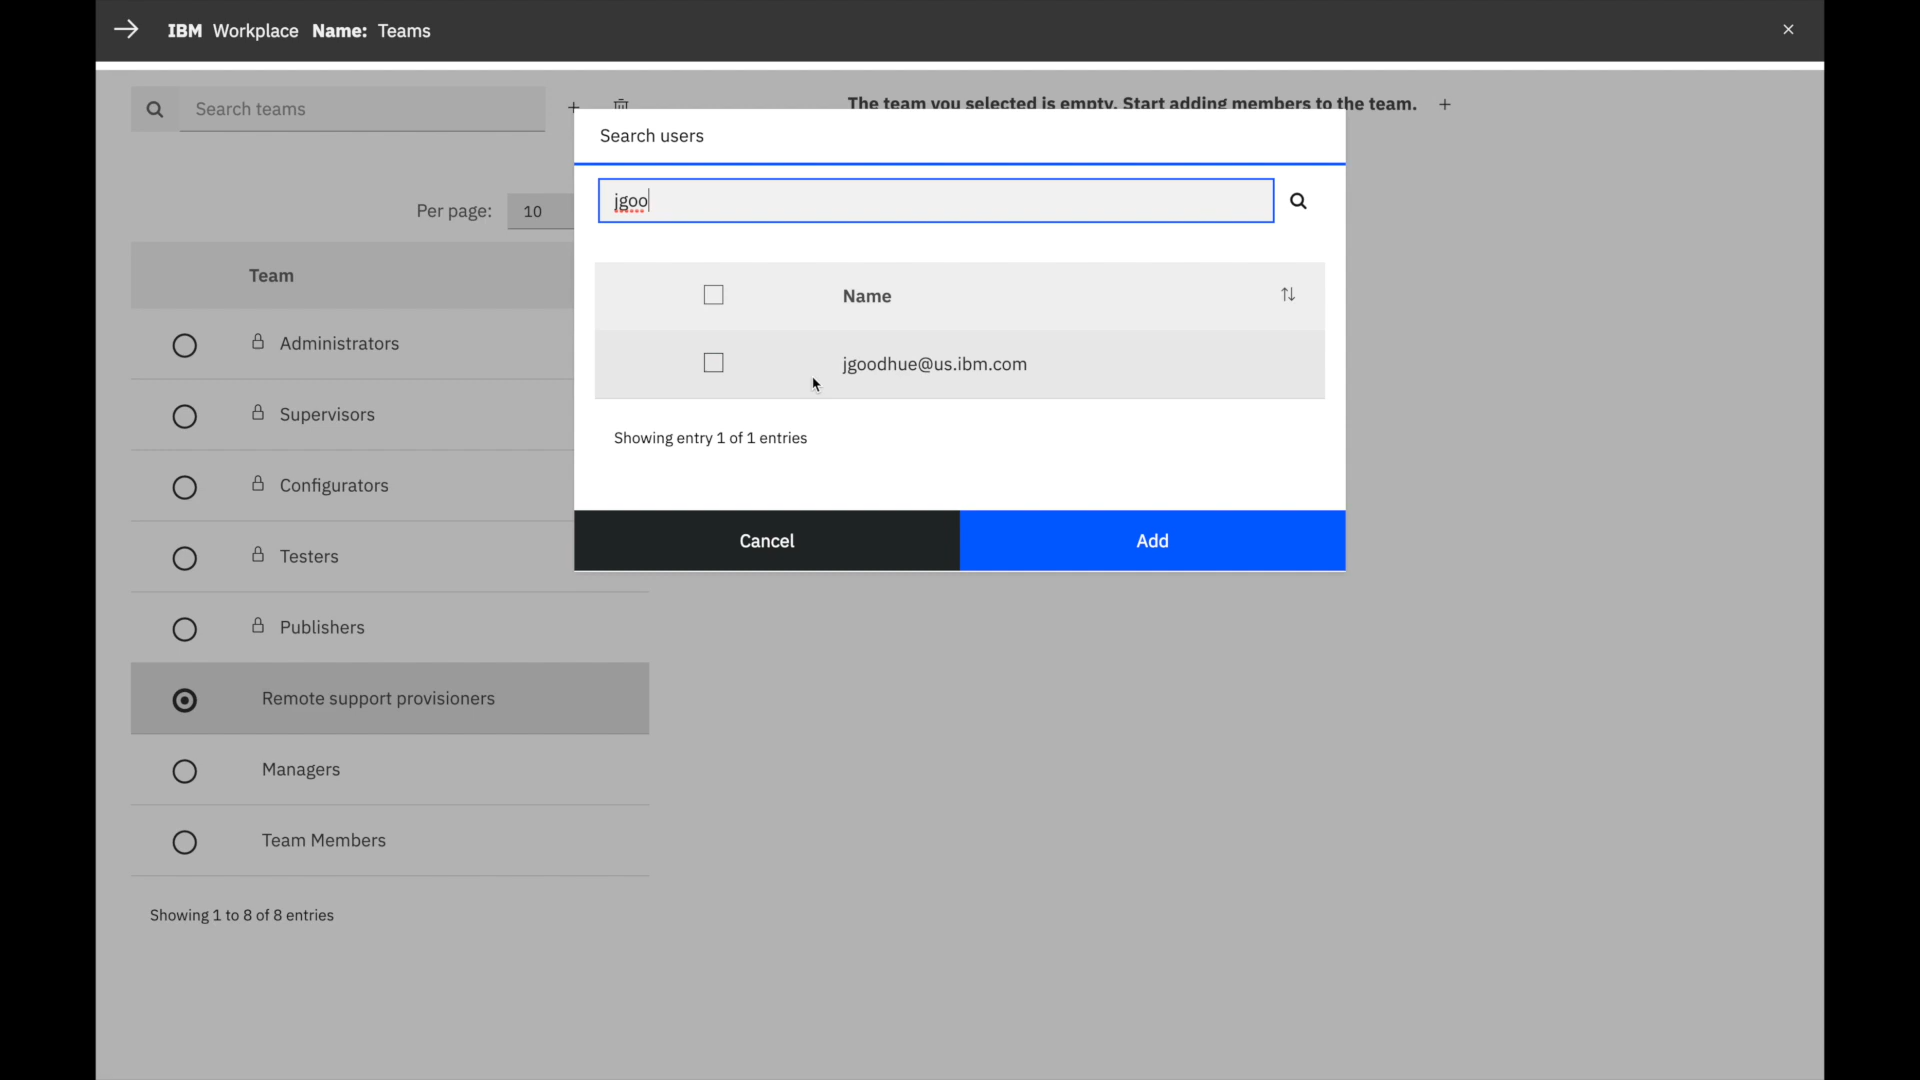 IBM Workplace Name: Teams
Search teams
The team you selected is empty. Start adding members to the team.
Search users
jgoo
Per page: 10
Team
Name
Administrators
jgoodhue@us.ibm.com
Supervisors
Showing entry 1 of 1 entries
Configurators
Cancel
Add
Testers
Publishers
Remote support provisioners
Managers
Team Members
Showing 1 to 8 of 8 entries